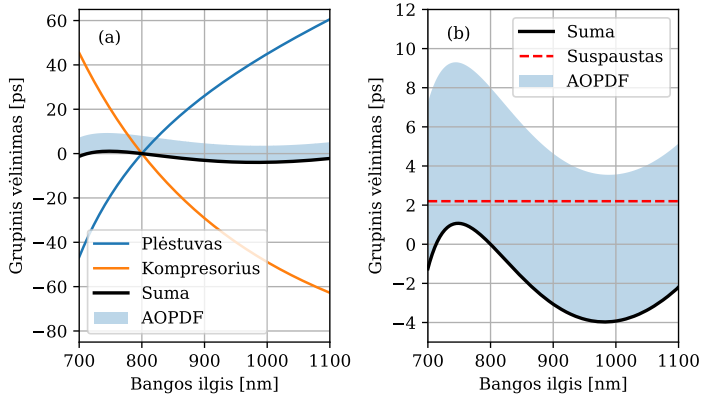 (a)
Grupinis vėlinimas [ps]
60
40
20
0
−20
−40
−60
−80
Plėstuvas
Kompresorius
Suma
AOPDF
700
800
900
1000
1100
Bangos ilgis [nm]
(b)
Grupinis vėlinimas [ps]
12
10
8
6
4
2
0
−2
−4
Suma
Suspaustas
AOPDF
700
800
900
1000
1100
Bangos ilgis [nm]